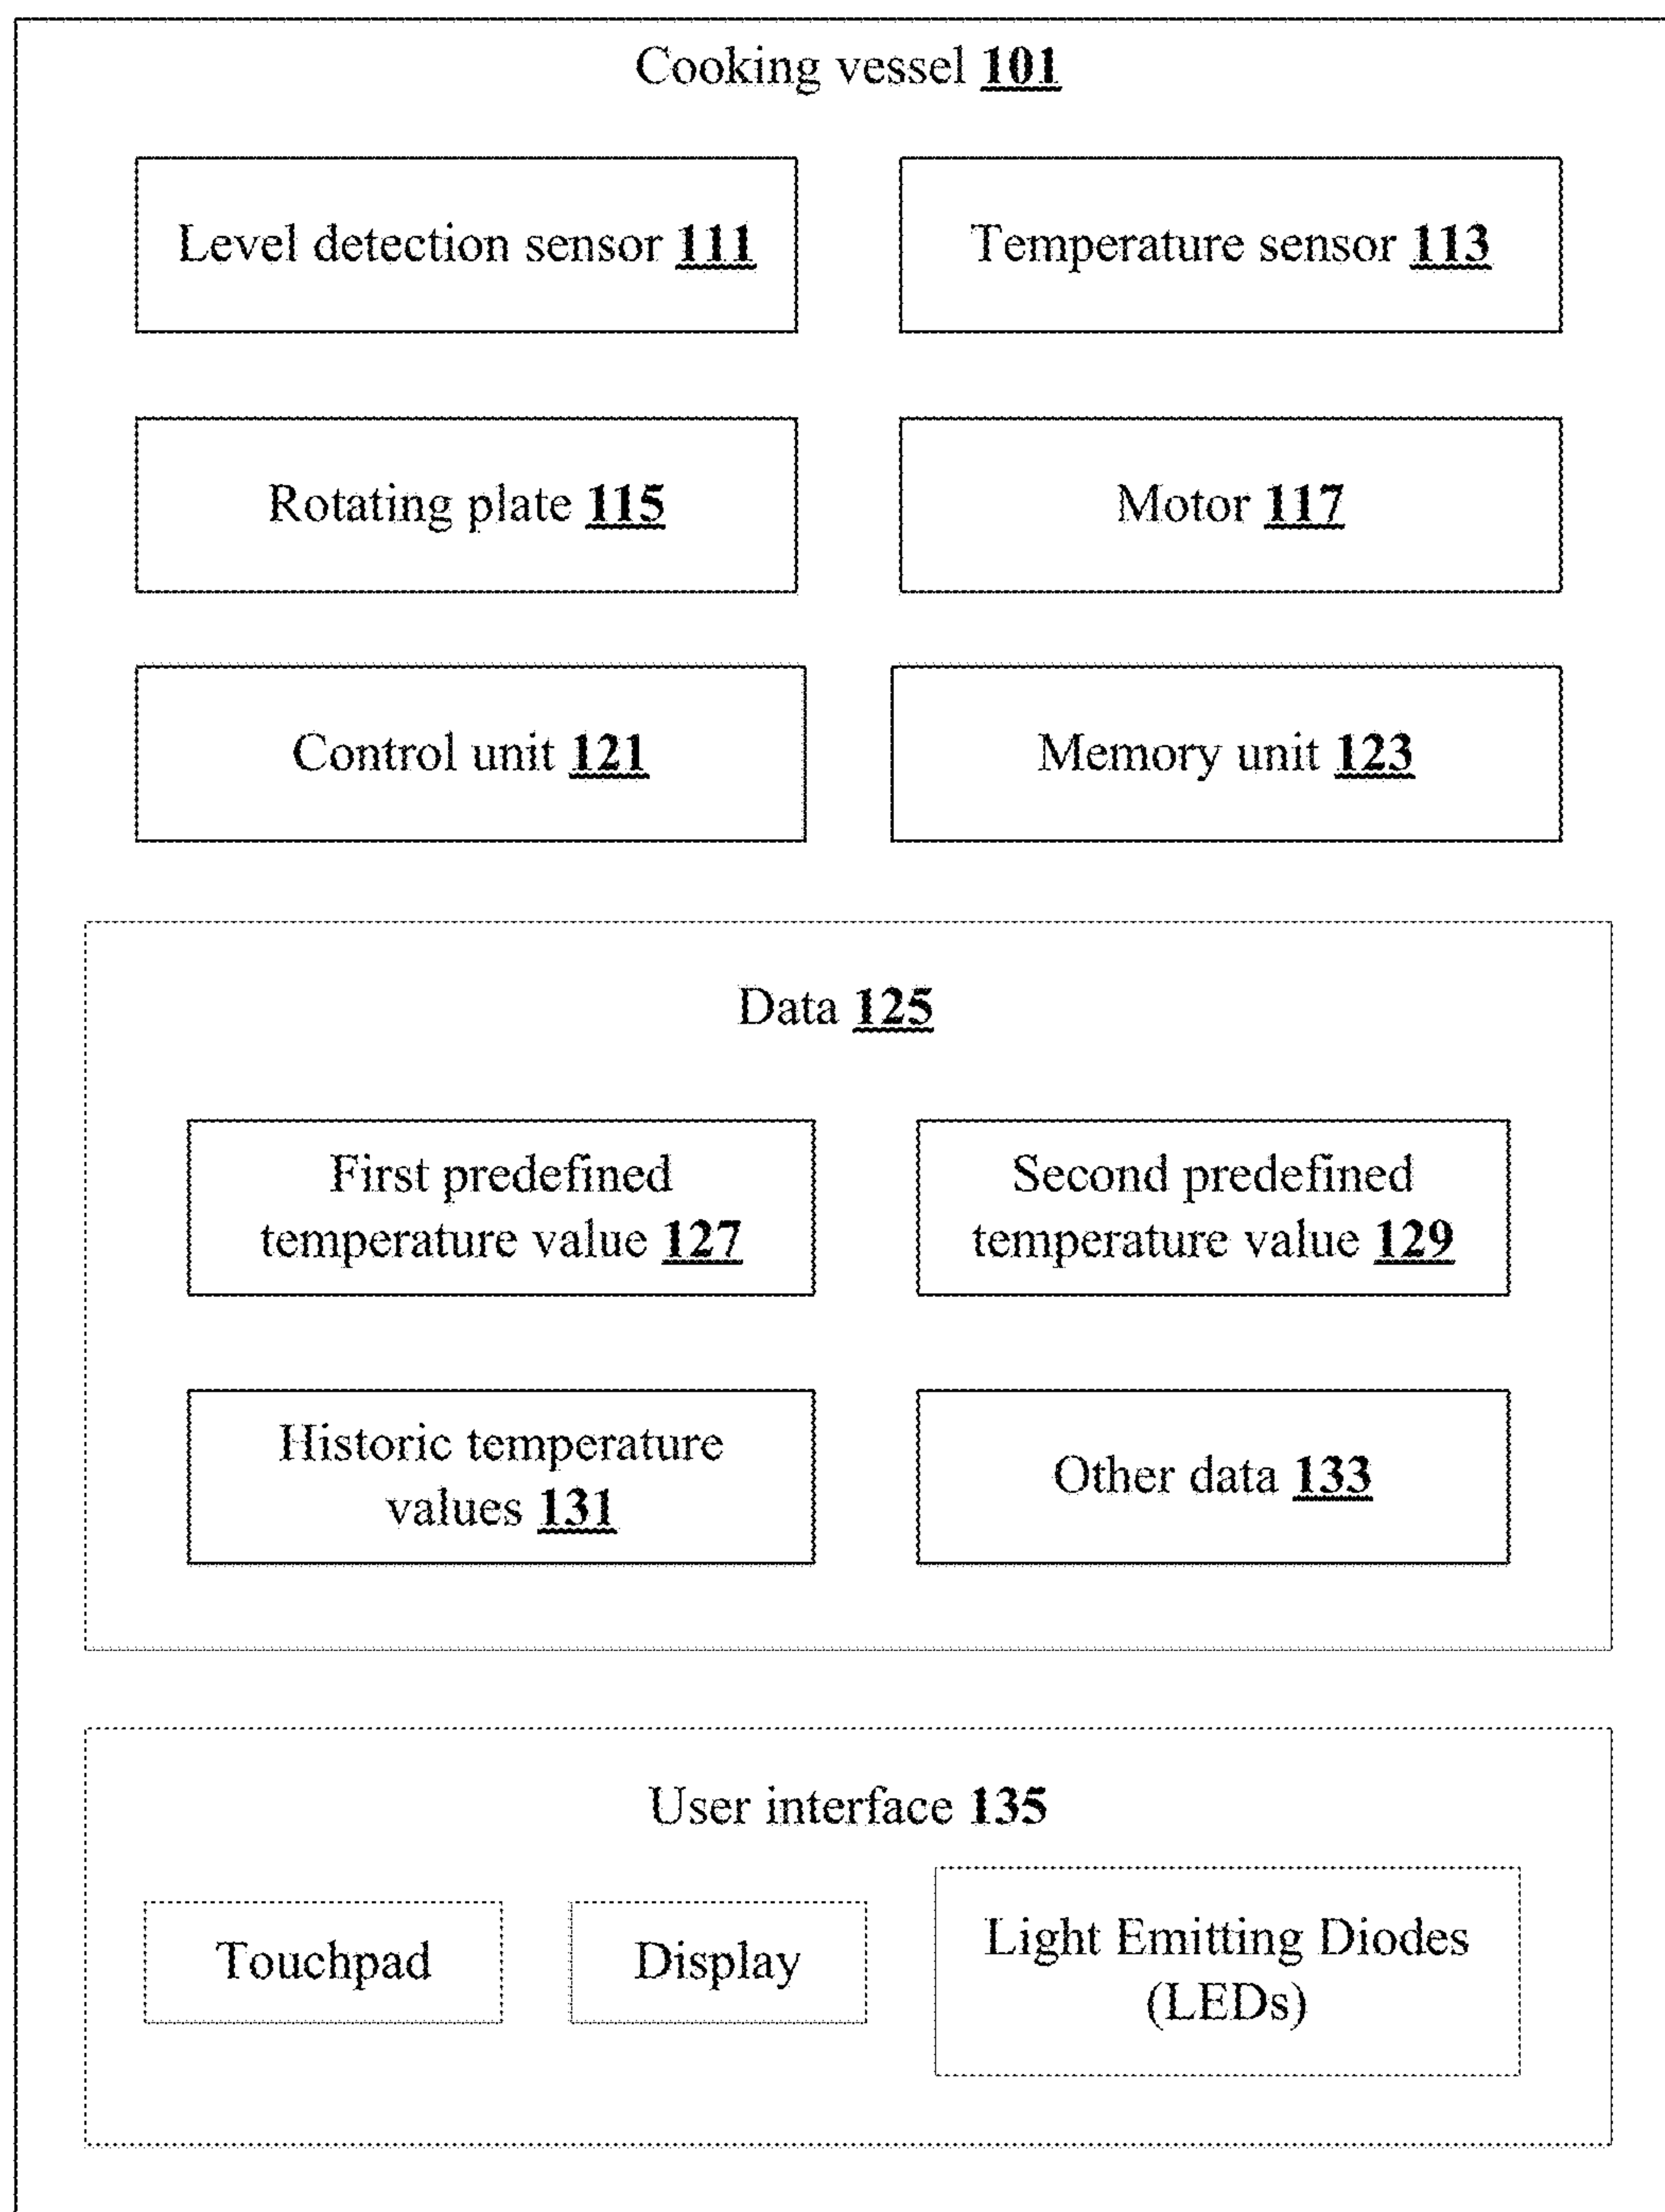 Cooking vessel 101
Level detection sensor 111
Temperature sensor 113
Rotating plate 115
Motor 117
Control unit 121
Memory unit 123
Data 125
First predefined
temperature value 127
Second predefined
temperature value 129
Historic temperature
values 131
Other data 133
User interface 135
Touchpad
Display
Light Emitting Diodes
(LEDs)